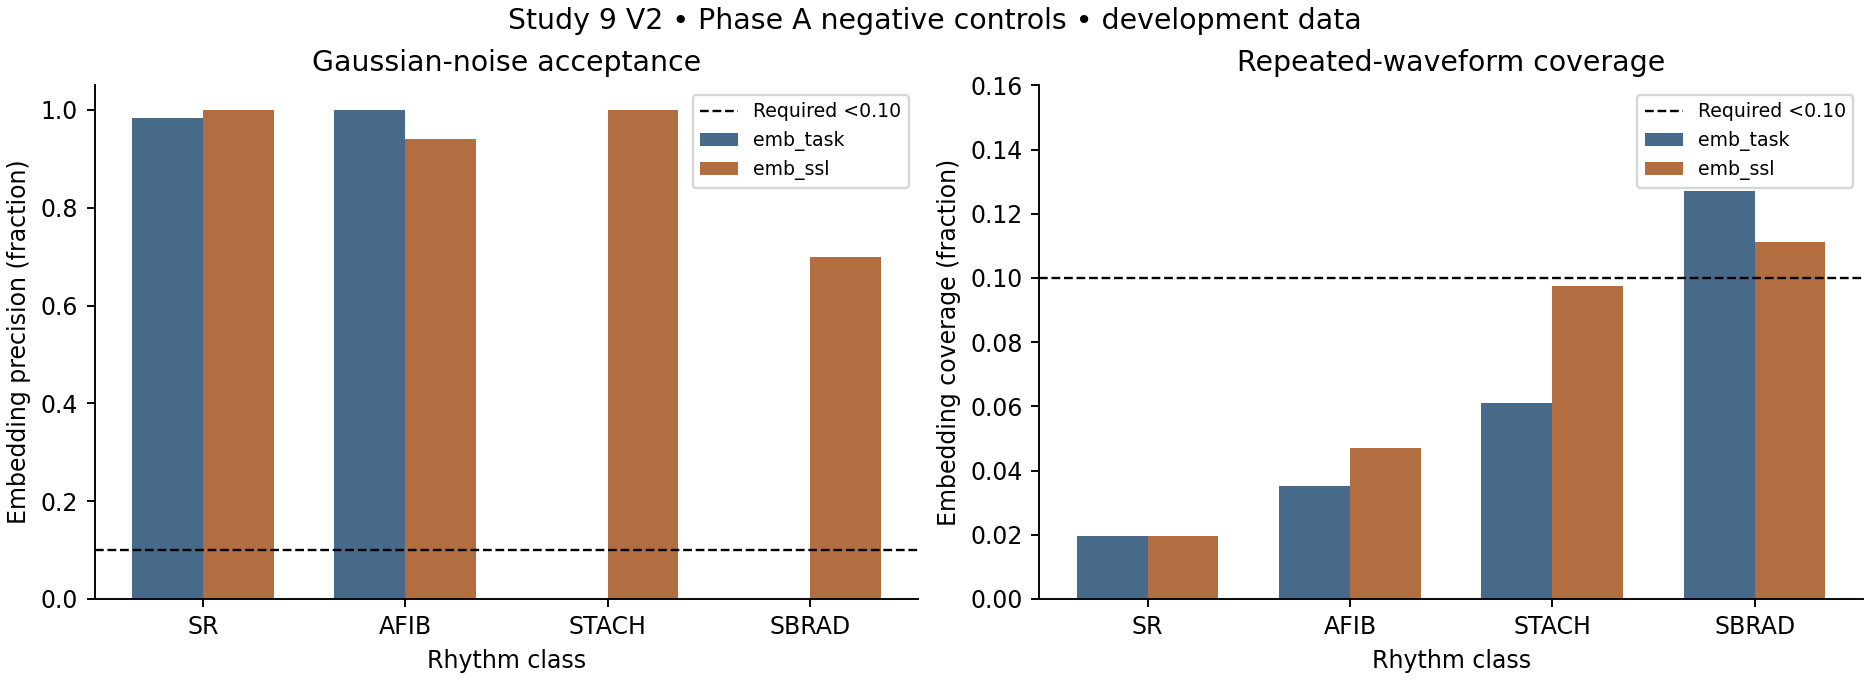 Study 9 V2 • Phase A negative controls • development data
Gaussian-noise acceptance
Embedding precision (fraction)
1.0
0.8
0.6
0.4
0.2
0.0
Required <0.10
emb_task
emb_ssl
SR AFIB STACH SBRAD
Rhythm class
Repeated-waveform coverage
Embedding coverage (fraction)
0.16
0.14
0.12
0.10
0.08
0.06
0.04
0.02
0.00
Required <0.10
emb_task
emb_ssl
SR AFIB STACH SBRAD
Rhythm class